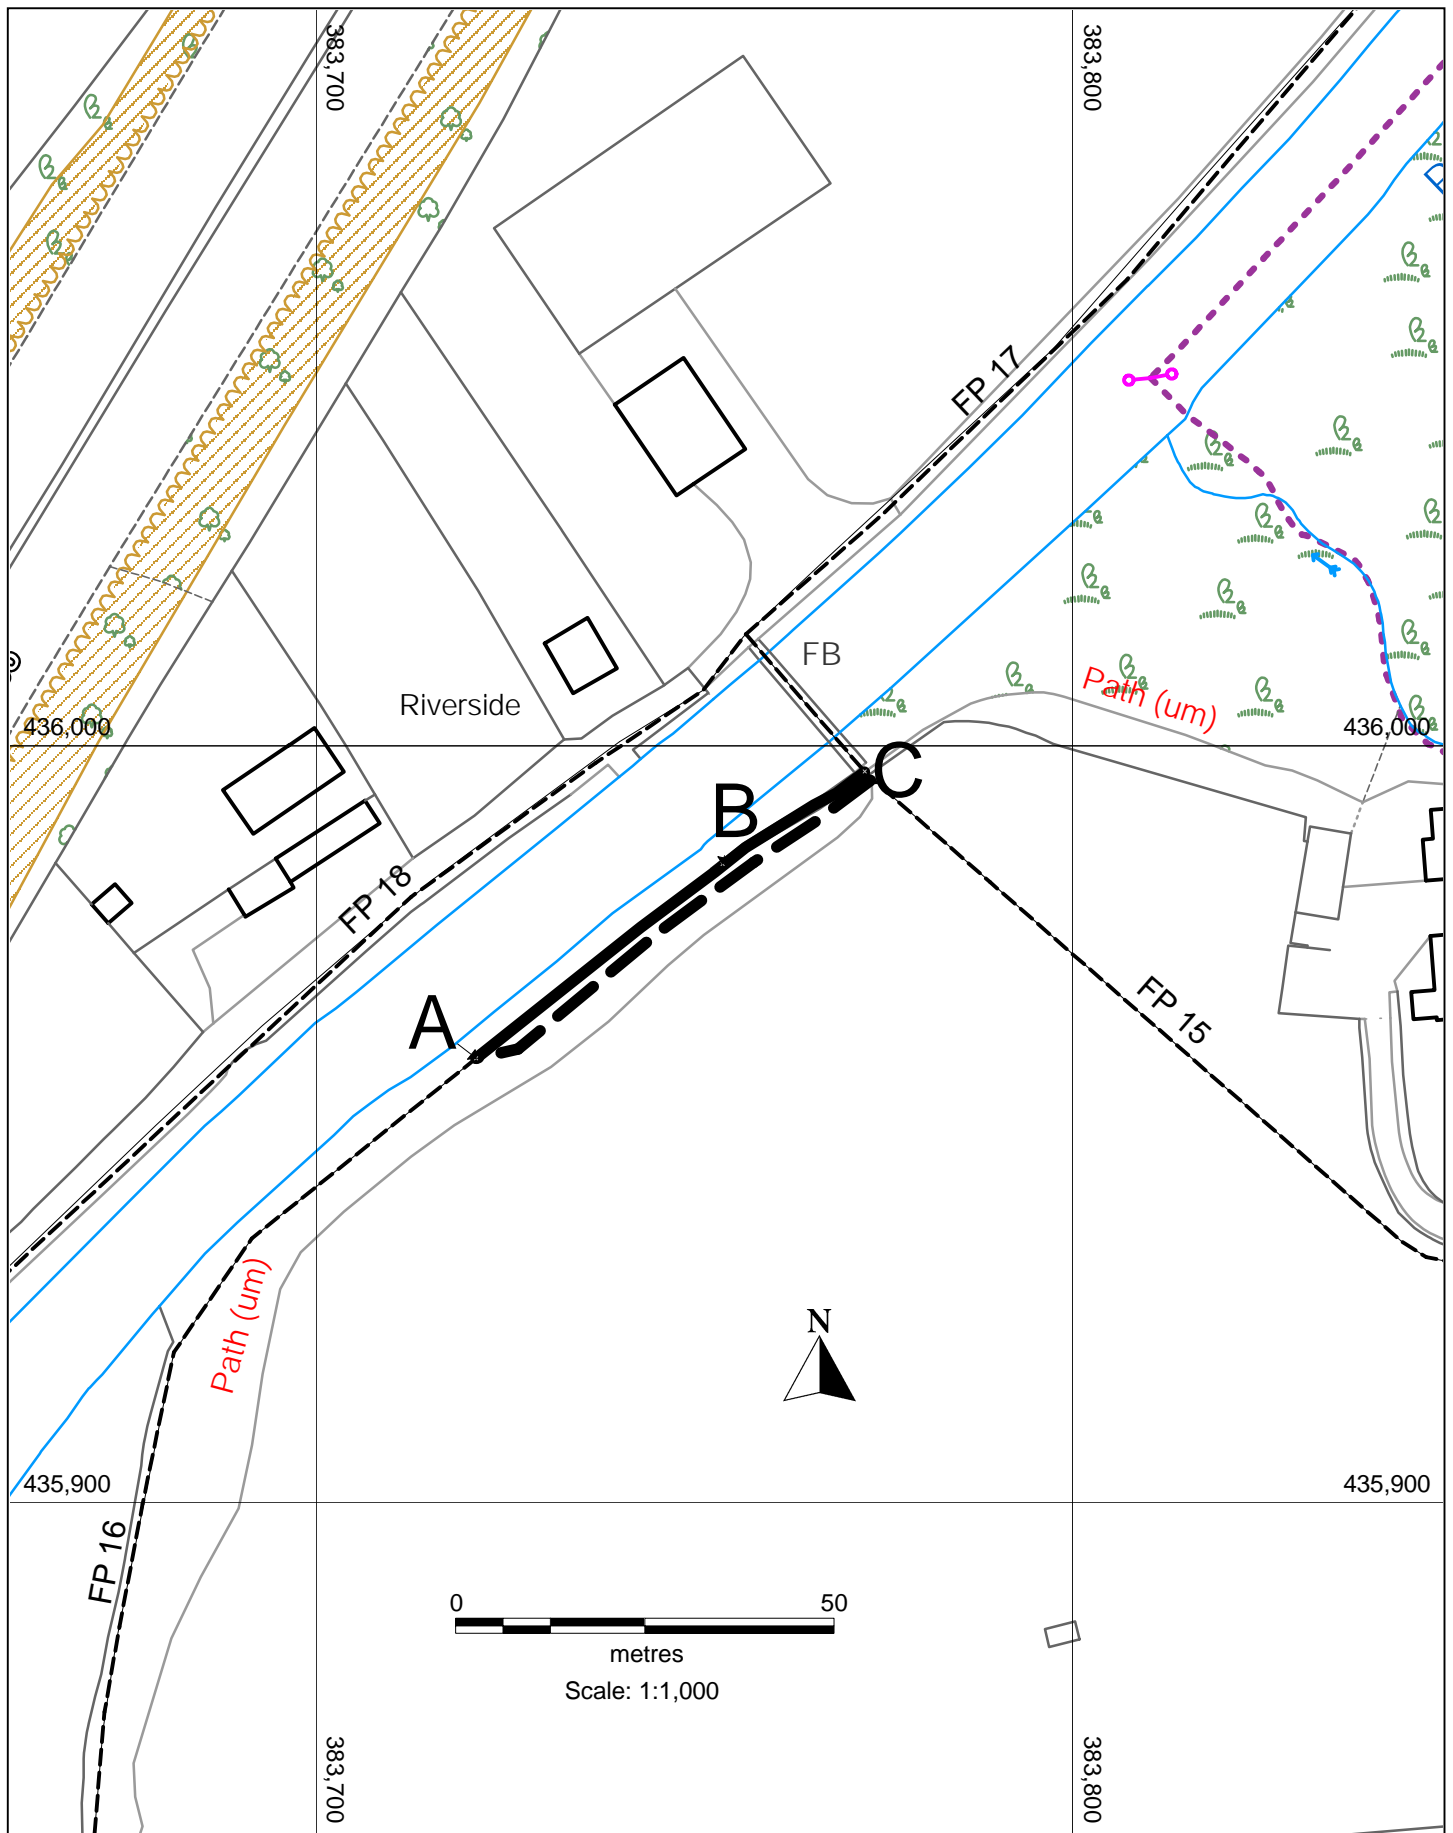 383,700
383,800
FP 17
FB
Riverside
Path (um)
436,000
436,000
C
B
FP 18
A
FP 15
Path (um)
N
435,900
435,900
FP 16
0 50
metres
Scale: 1:1,000
383,700
383,800